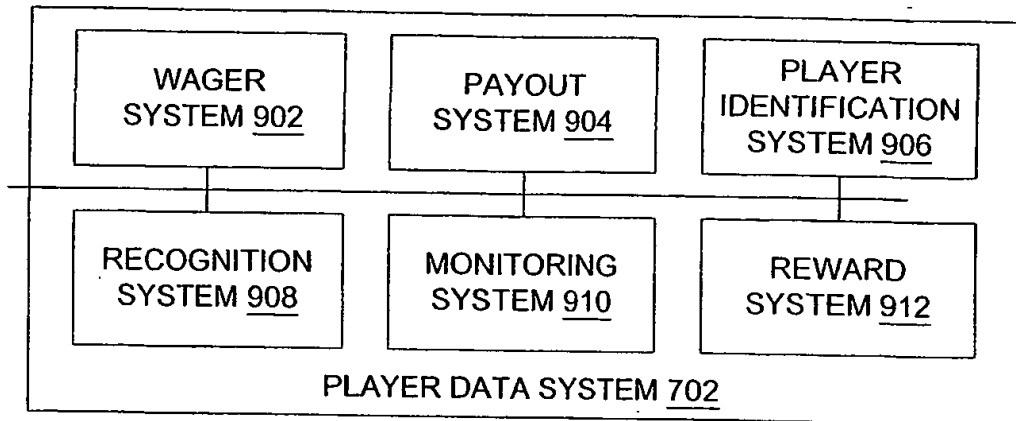 WAGER
SYSTEM 902
PAYOUT
SYSTEM 904
PLAYER
IDENTIFICATION
SYSTEM 906
RECOGNITION
SYSTEM 908
MONITORING
SYSTEM 910
REWARD
SYSTEM 912
PLAYER DATA SYSTEM 702